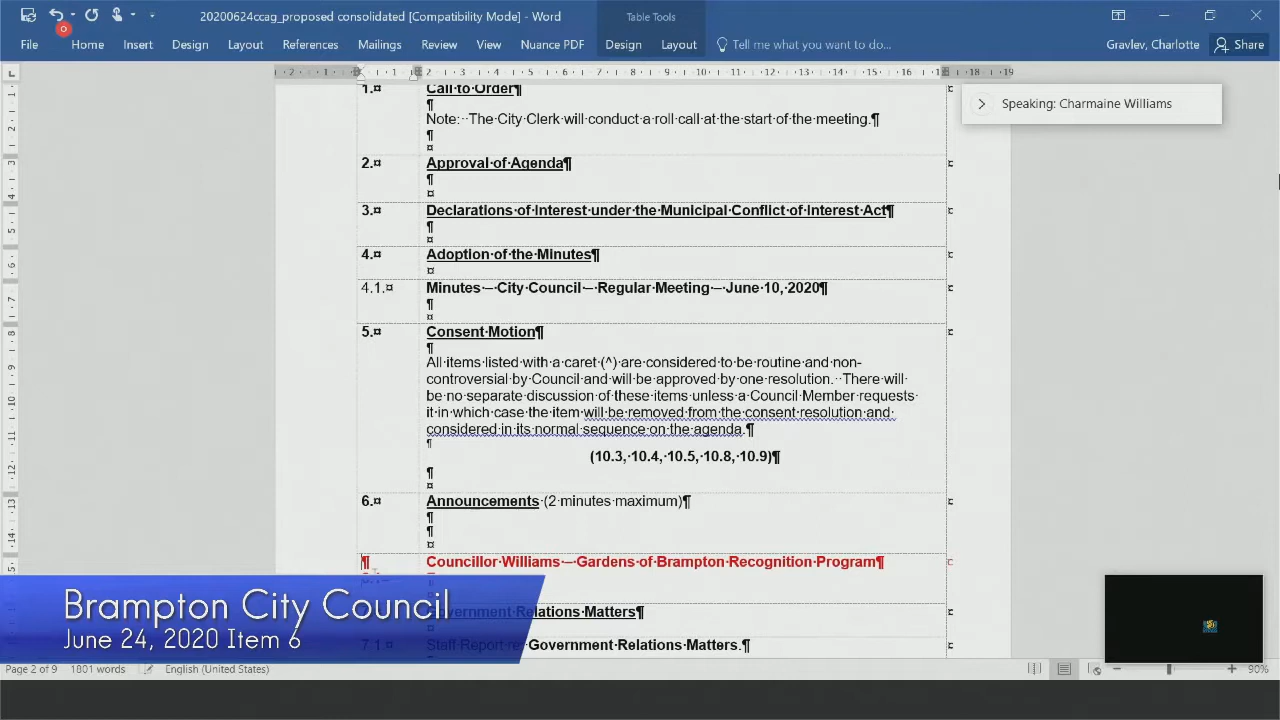 20200624ccag_proposed consolidated [Compatibility Mode] - Word
Table Tools
File Home Insert Design Layout References Mailings Review View Nuance PDF Design Layout Tell me what you want to do... Gravlev, Charlotte Share
Speaking: Charmaine Williams
1. Call to Order
Note: The City Clerk will conduct a roll call at the start of the meeting.
2. Approval of Agenda
3. Declarations of Interest under the Municipal Conflict of Interest Act
4. Adoption of the Minutes
4.1. Minutes – City Council – Regular Meeting – June 10, 2020
5. Consent Motion
All items listed with a caret (^) are considered to be routine and non-
controversial by Council and will be approved by one resolution. There will
be no separate discussion of these items unless a Council Member requests
it in which case the item will be removed from the consent resolution and
considered in its normal sequence on the agenda.
(10.3, 10.4, 10.5, 10.8, 10.9)
6. Announcements (2 minutes maximum)
Councillor Williams – Gardens of Brampton Recognition Program
Brampton City Council
June 24, 2020 Item 6
Government Relations Matters
7.1. Staff Report re: Government Relations Matters.
Page 2 of 9 1801 words English (United States) 90%